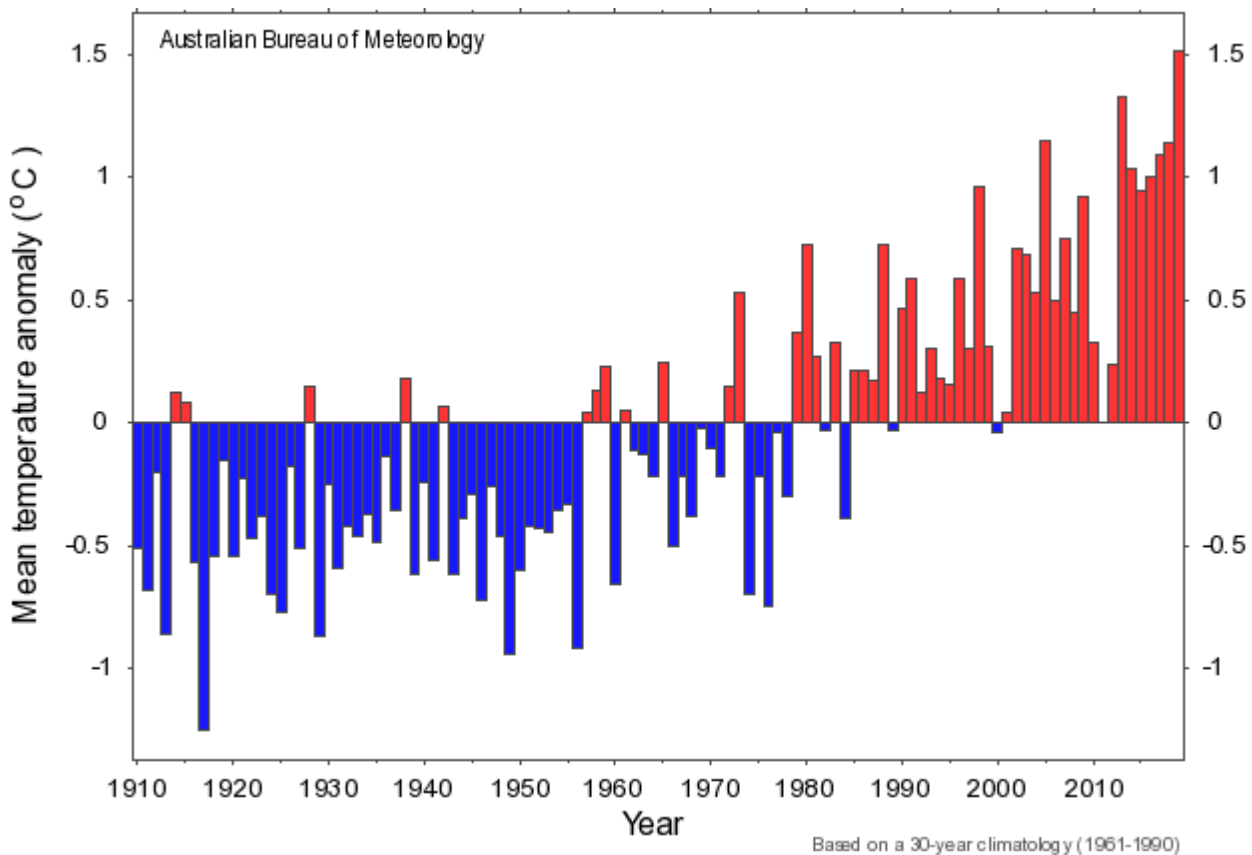 Australian Bureau of Meteorology
1.5
1.5
1
1
0.5
0.5
0
0
-0.5
-0.5
-1
-1
Mean temperature anomaly (°C)
1910 1920 1930 1940 1950 1960 1970 1980 1990 2000 2010
Year
Based on a 30-year climatology (1961-1990)